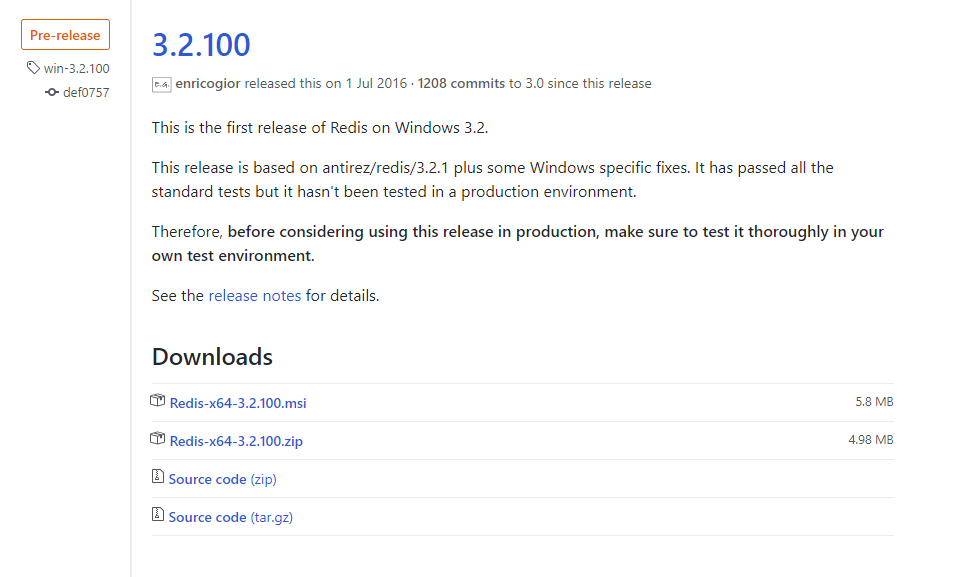 Pre-release
win-3.2.100
def0757
3.2.100
enricogior released this on 1 Jul 2016 · 1208 commits to 3.0 since this release
This is the first release of Redis on Windows 3.2.
This release is based on antirez/redis/3.2.1 plus some Windows specific fixes. It has passed all the
standard tests but it hasn't been tested in a production environment.
Therefore, before considering using this release in production, make sure to test it thoroughly in your
own test environment.
See the release notes for details.
Downloads
Redis-x64-3.2.100.msi 5.8 MB
Redis-x64-3.2.100.zip 4.98 MB
Source code (zip)
Source code (tar.gz)